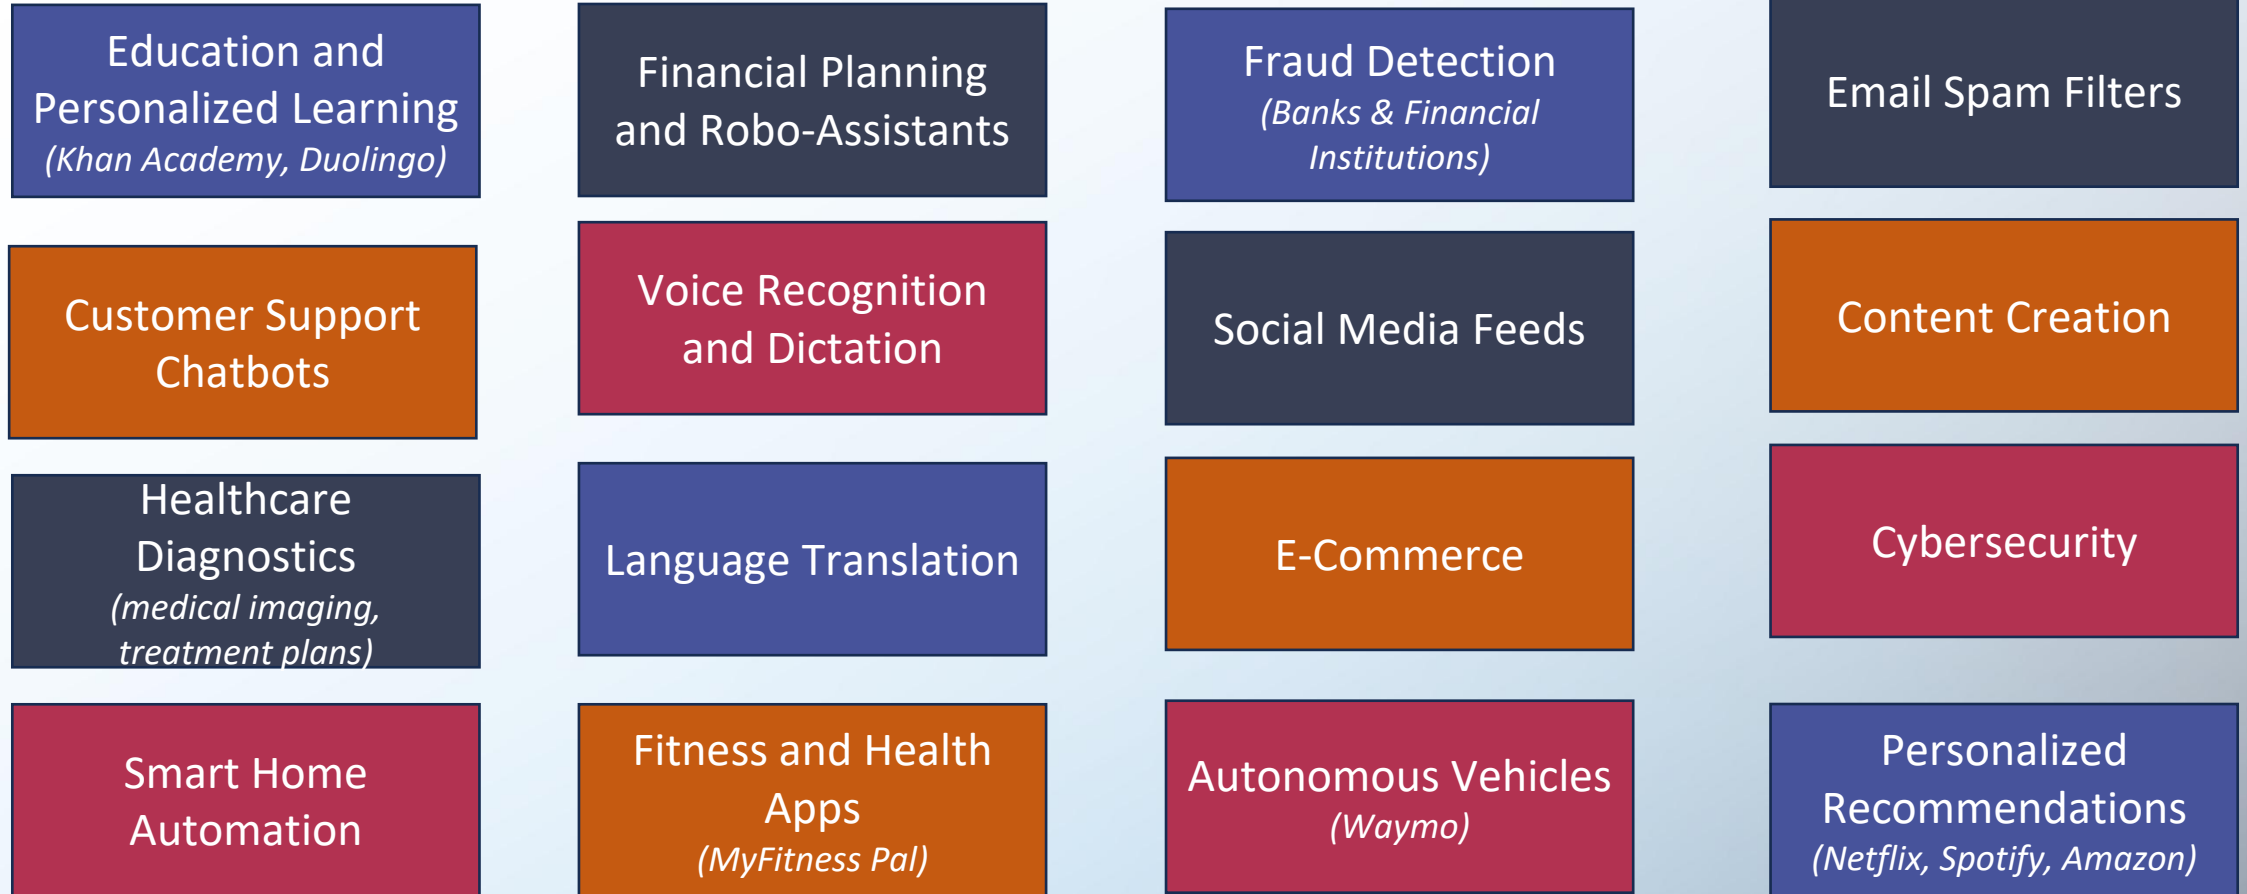 Education and
Personalized Learning
(Khan Academy, Duolingo)
Financial Planning
and Robo-Assistants
Fraud Detection
(Banks & Financial
Institutions)
Email Spam Filters
Customer Support
Chatbots
Voice Recognition
and Dictation
Social Media Feeds
Content Creation
Healthcare
Diagnostics
(medical imaging,
treatment plans)
Language Translation
E-Commerce
Cybersecurity
Smart Home
Automation
Fitness and Health
Apps
(MyFitness Pal)
Autonomous Vehicles
(Waymo)
Personalized
Recommendations
(Netflix, Spotify, Amazon)